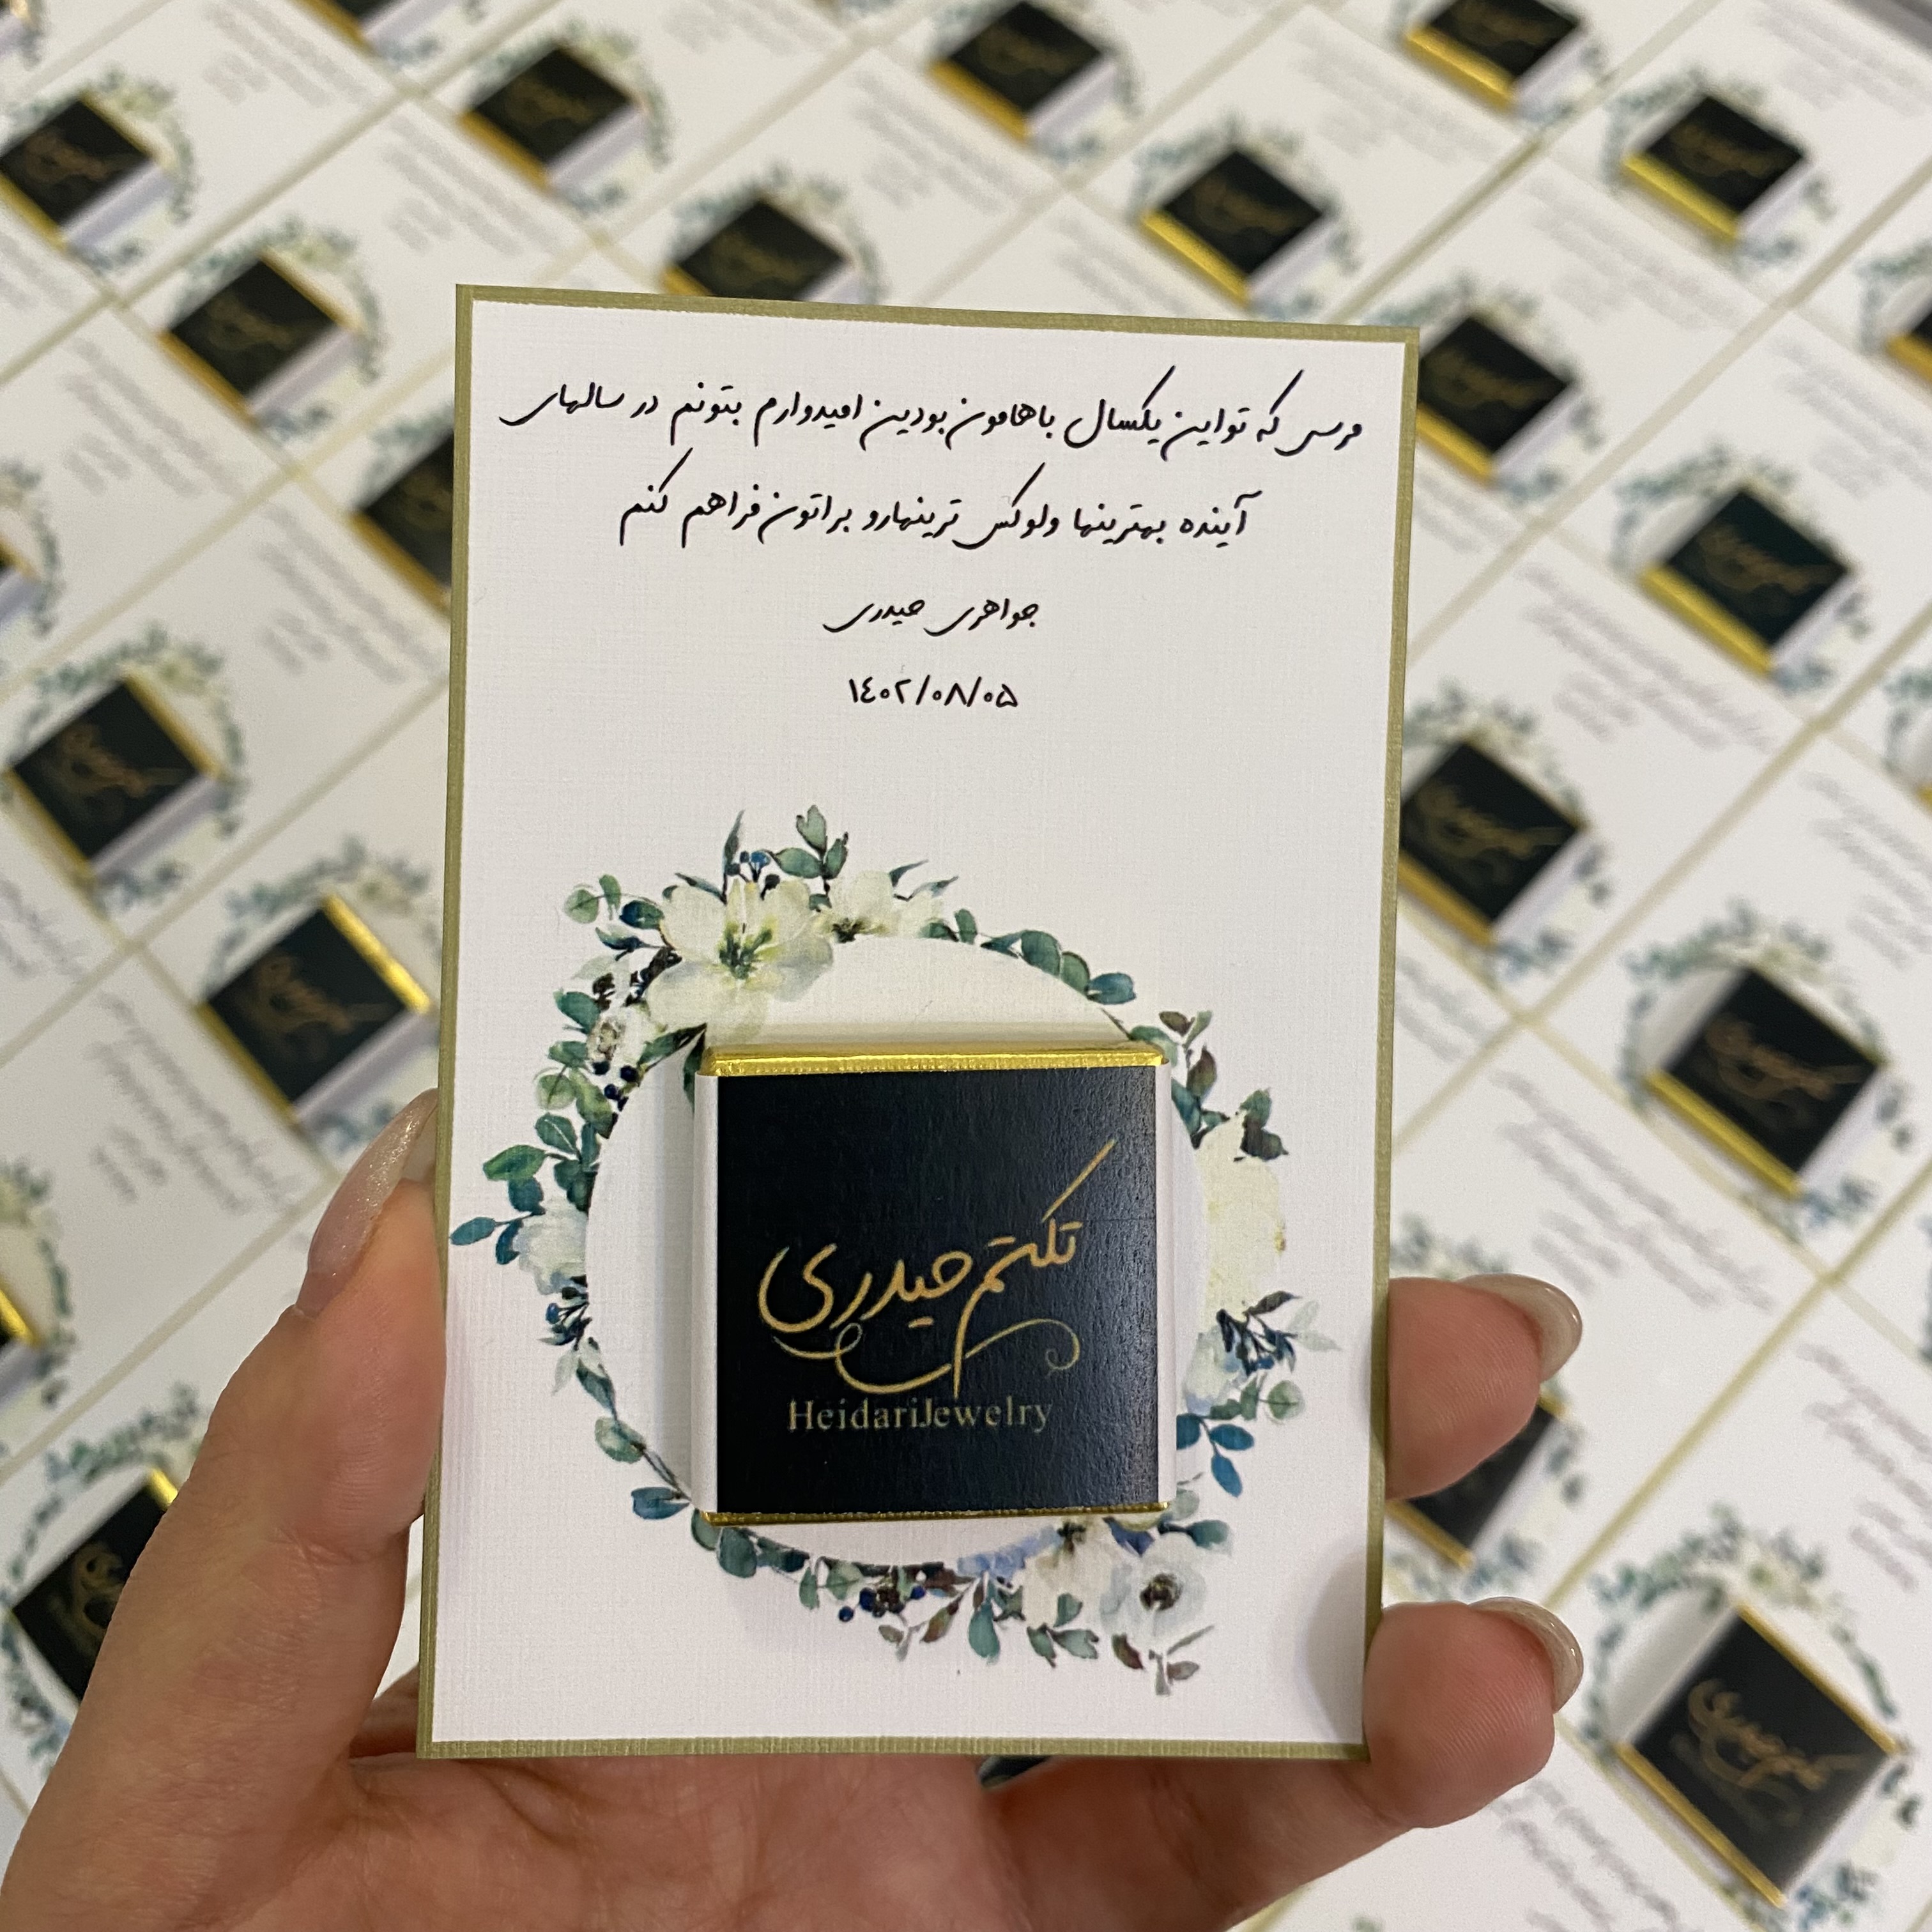 مرسی که تو این یکسال باهامون بودین امیدوارم بتونم در سالهای
آینده بهترینها و لوکس ترینهارو براتون فراهم کنم
جواهری حیدری
۱۴۰۲/۰۸/۰۵
تکتم حیدری
HeidariJewelry